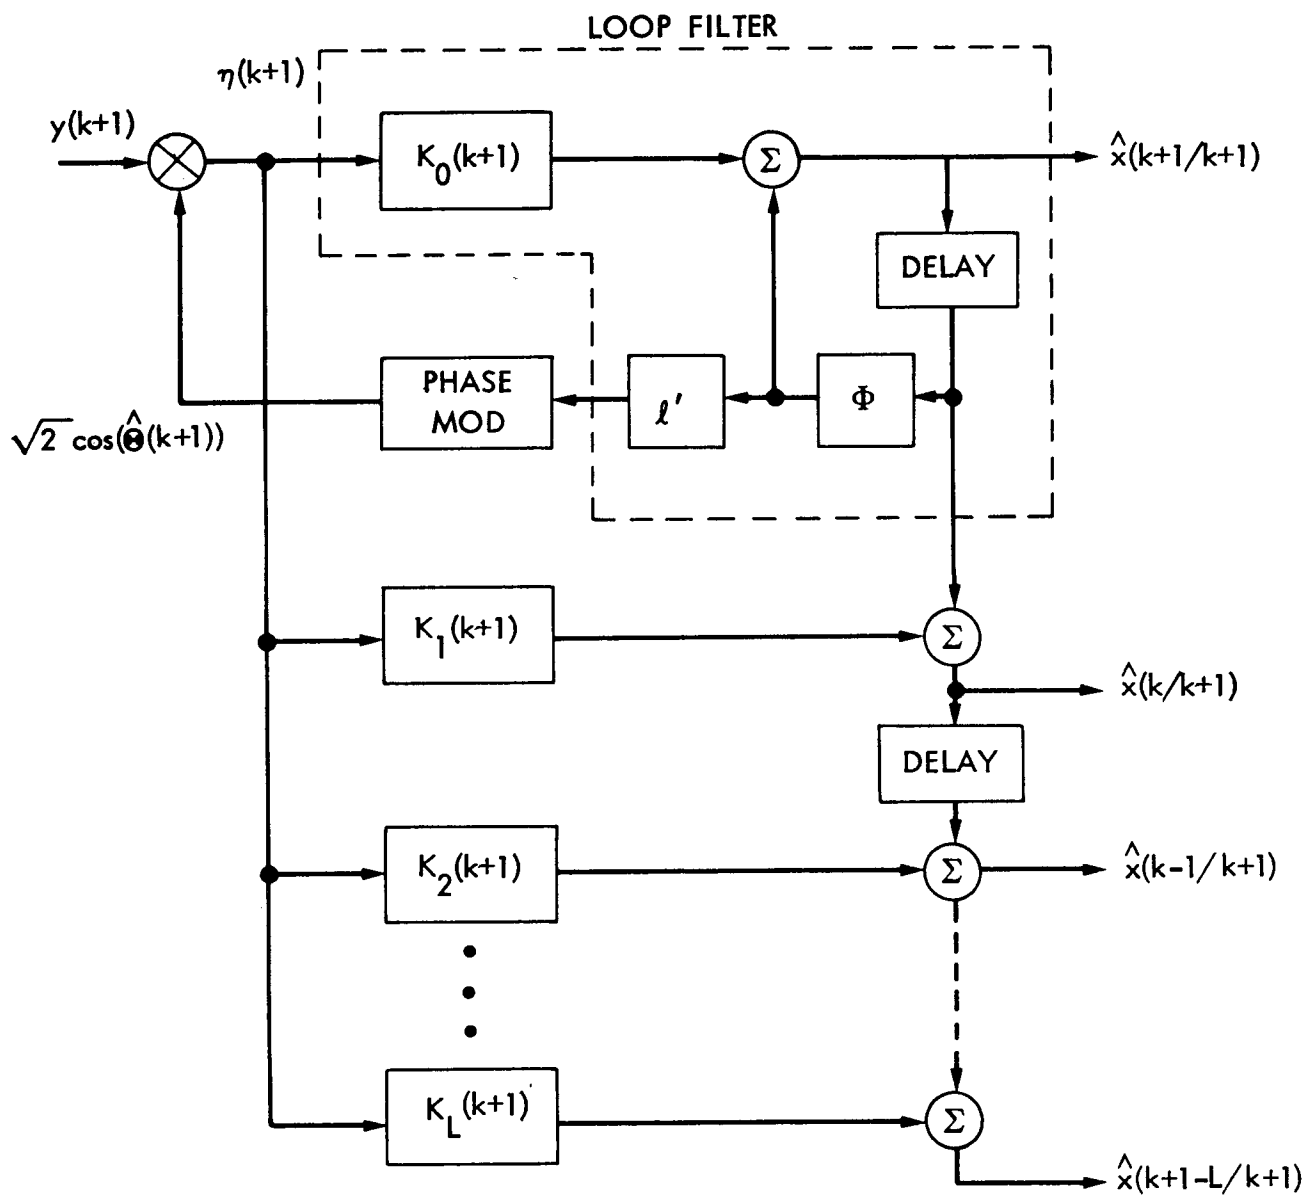 LOOP FILTER
η(k+1)
y(k+1)
K₀(k+1)
Σ
x̂(k+1/k+1)
DELAY
PHASE
MOD
ℓ′
Φ
√2 cos(Θ̂(k+1))
K₁(k+1)
Σ
x̂(k/k+1)
DELAY
K₂(k+1)
Σ
x̂(k-1/k+1)
K_L(k+1)
Σ
x̂(k+1-L/k+1)